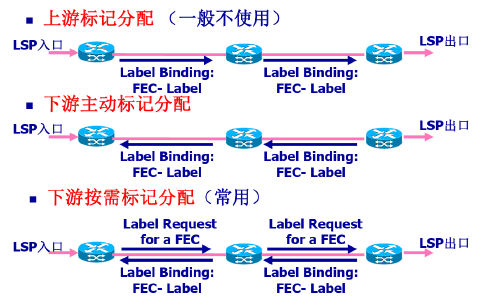 上游标记分配 （一般不使用）
LSP入口
LSP出口
Label Binding:
FEC- Label
Label Binding:
FEC- Label
下游主动标记分配
LSP入口
LSP出口
Label Binding:
FEC- Label
Label Binding:
FEC- Label
下游按需标记分配（常用）
Label Request
for a FEC
Label Request
for a FEC
LSP入口
LSP出口
Label Binding:
FEC- Label
Label Binding:
FEC- Label